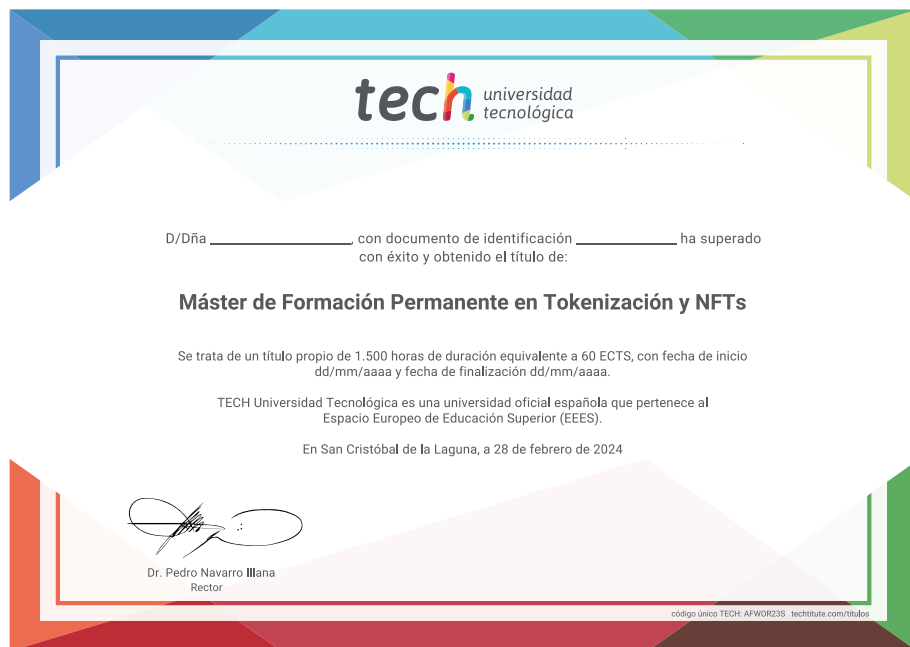 tech universidad
tecnológica
D/Dña ______________, con documento de identificación __________ ha superado
con éxito y obtenido el título de:
Máster de Formación Permanente en Tokenización y NFTs
Se trata de un título propio de 1.500 horas de duración equivalente a 60 ECTS, con fecha de inicio
dd/mm/aaaa y fecha de finalización dd/mm/aaaa.
TECH Universidad Tecnológica es una universidad oficial española que pertenece al
Espacio Europeo de Educación Superior (EEES).
En San Cristóbal de la Laguna, a 28 de febrero de 2024
Dr. Pedro Navarro Illana
Rector
código único TECH: AFWOR23S techtitute.com/titulos